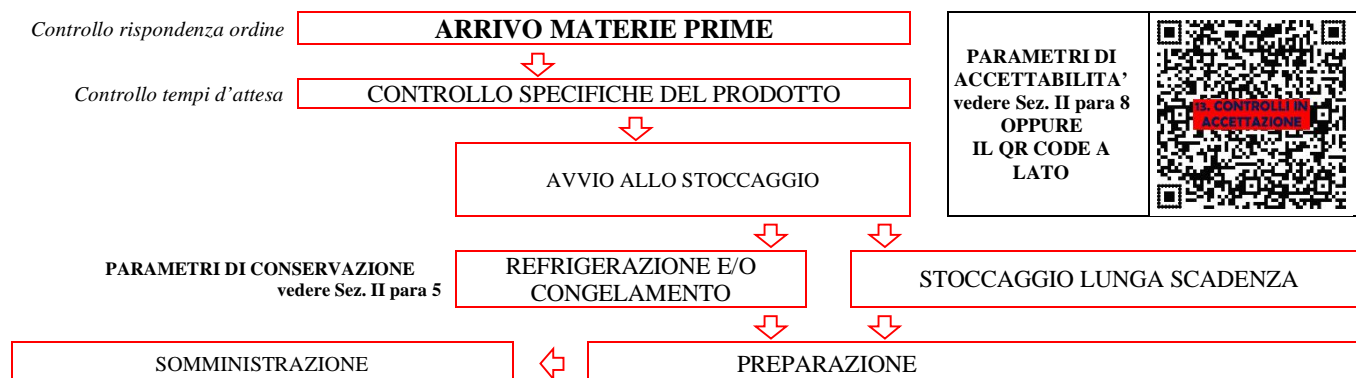 Controllo rispondenza ordine
ARRIVO MATERIE PRIME
Controllo tempi d'attesa
CONTROLLO SPECIFICHE DEL PRODOTTO
AVVIO ALLO STOCCAGGIO
PARAMETRI DI
ACCETTABILITA'
vedere Sez. II para 8
OPPURE
IL QR CODE A
LATO
13. CONTROLLI IN
ACCETTAZIONE
PARAMETRI DI CONSERVAZIONE
vedere Sez. II para 5
REFRIGERAZIONE E/O
CONGELAMENTO
STOCCAGGIO LUNGA SCADENZA
SOMMINISTRAZIONE
PREPARAZIONE